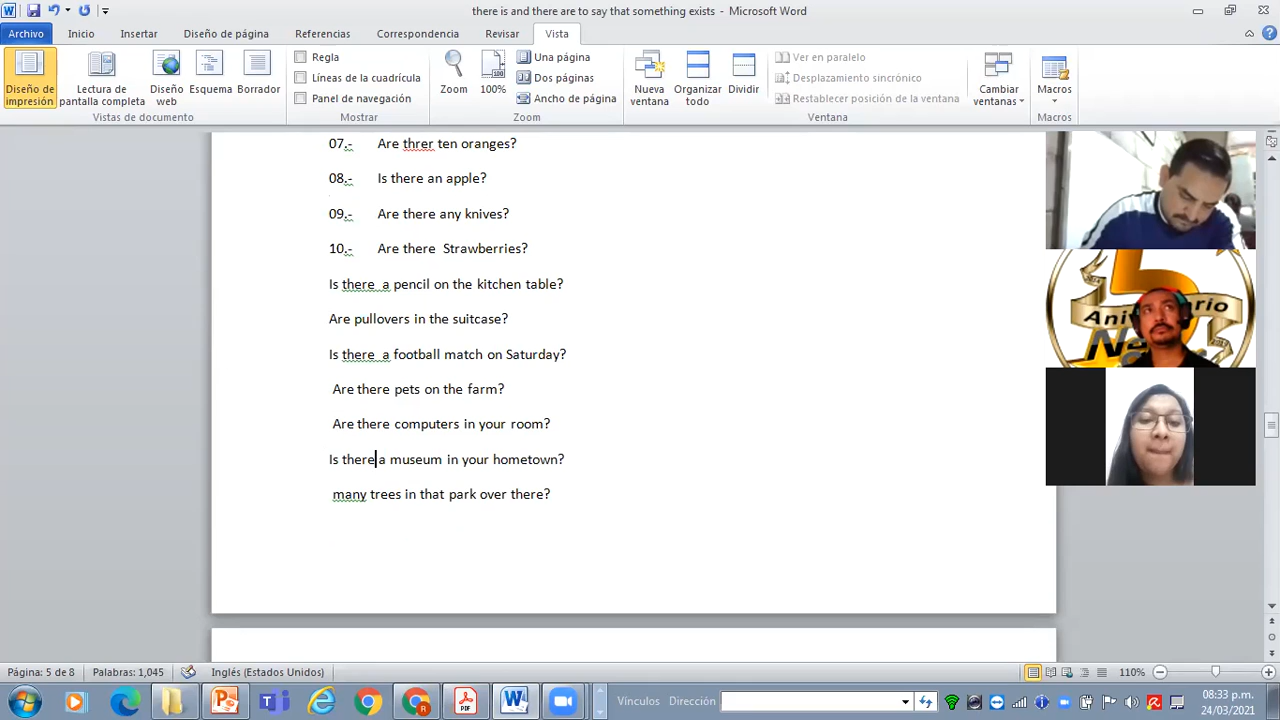 there is and there are to say that something exists - Microsoft Word
Archivo Inicio Insertar Diseño de página Referencias Correspondencia Revisar Vista
Diseño de impresión
Lectura de pantalla completa
Diseño web
Esquema
Borrador
Vistas de documento
Regla
Líneas de la cuadrícula
Panel de navegación
Mostrar
Zoom
100%
Una página
Dos páginas
Ancho de página
Zoom
Nueva ventana
Organizar todo
Dividir
Ver en paralelo
Desplazamiento sincrónico
Restablecer posición de la ventana
Ventana
Cambiar ventanas
Macros
Macros
07.- Are threr ten oranges?
08.- Is there an apple?
09.- Are there any knives?
10.- Are there Strawberries?
Is there a pencil on the kitchen table?
Are pullovers in the suitcase?
Is there a football match on Saturday?
Are there pets on the farm?
Are there computers in your room?
Is there a museum in your hometown?
many trees in that park over there?
5
Página: 5 de 8 Palabras: 1,045 Inglés (Estados Unidos) 110%
Vínculos Dirección
08:33 p.m.
24/03/2021